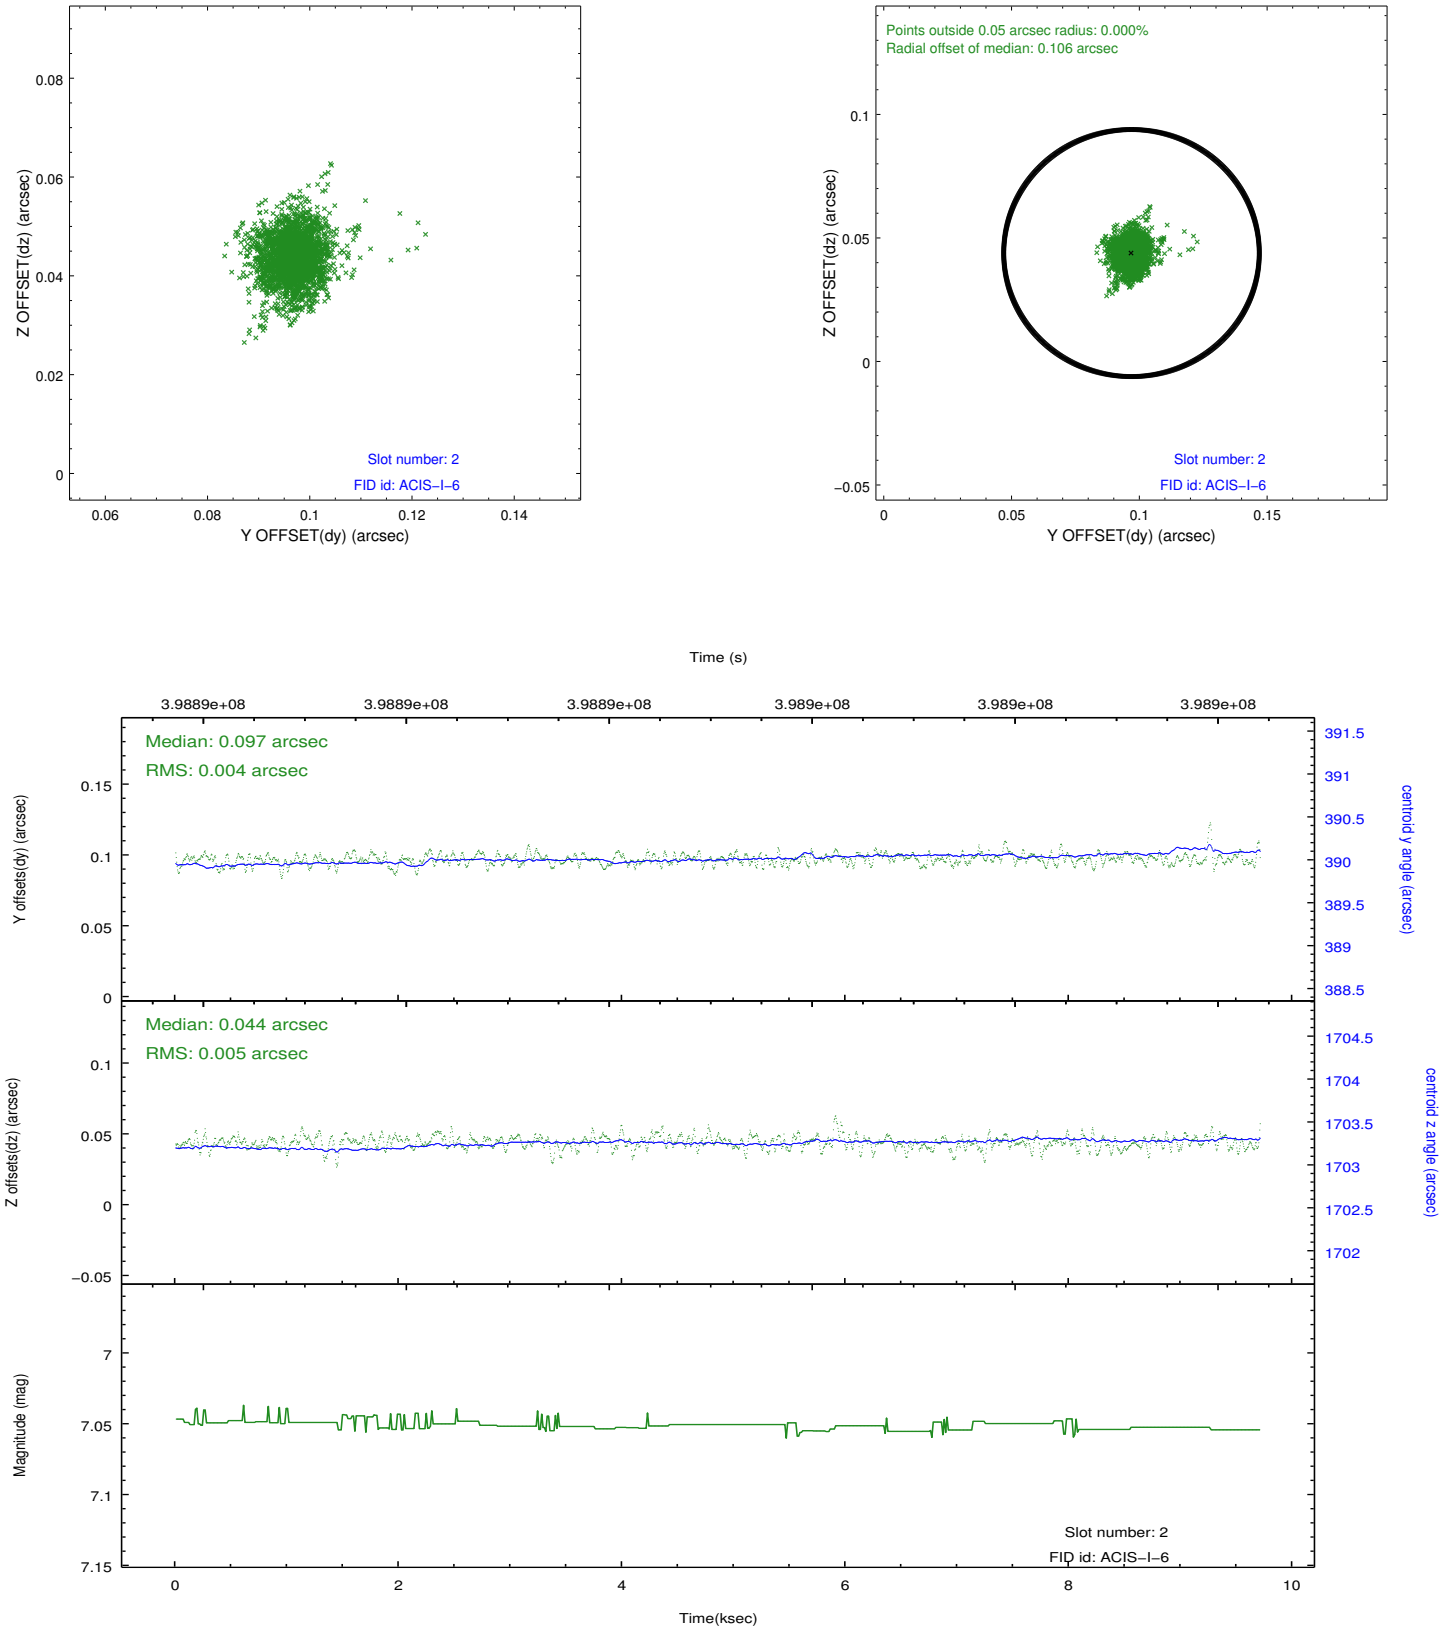 0.08
0.06
0.04
0.02
0
0.06 0.08 0.1 0.12 0.14
Z OFFSET(dz) (arcsec)
Y OFFSET(dy) (arcsec)
Slot number: 2
FID id: ACIS−I−6
Points outside 0.05 arcsec radius: 0.000%
Radial offset of median: 0.106 arcsec
0.1
0.05
0
−0.05
0 0.05 0.1 0.15
Z OFFSET(dz) (arcsec)
Y OFFSET(dy) (arcsec)
Slot number: 2
FID id: ACIS−I−6
Time (s)
3.9889e+08 3.9889e+08 3.9889e+08 3.989e+08 3.989e+08 3.989e+08
Median: 0.097 arcsec
RMS: 0.004 arcsec
0.15
0.1
0.05
0
Y offsets(dy) (arcsec)
391.5
391
390.5
390
389.5
389
388.5
centroid y angle (arcsec)
Median: 0.044 arcsec
RMS: 0.005 arcsec
0.1
0.05
0
−0.05
Z offsets(dz) (arcsec)
1704.5
1704
1703.5
1703
1702.5
1702
centroid z angle (arcsec)
7
7.05
7.1
7.15
Magnitude (mag)
Slot number: 2
FID id: ACIS−I−6
0 2 4 6 8 10
Time(ksec)